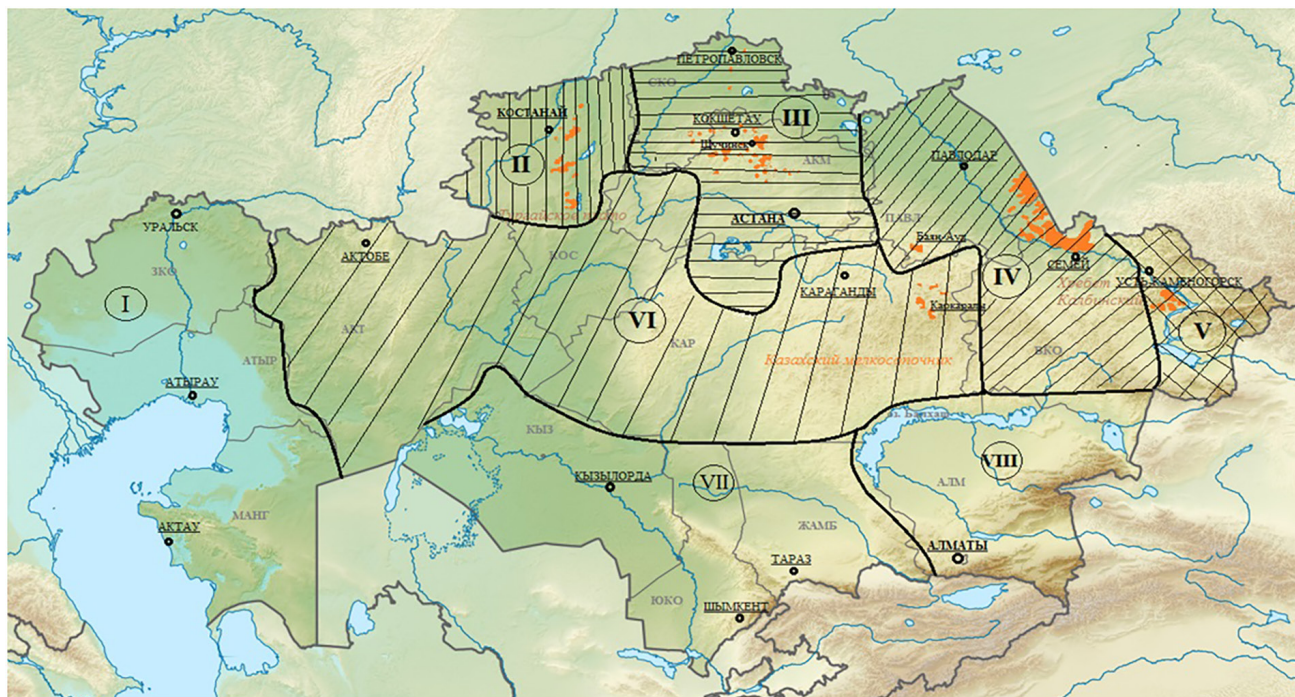 ПЕТРОПАВЛОВСК
СКО
КОСТАНАЙ
КОКШЕТАУ
III
Щучинск
II
АКМ
ПАВЛОДАР
Тургайское плато
АСТАНА
ПАВЛ
УРАЛЬСК
АКТОБЕ
КОС
Баян-Аул
IV
СЕМЕЙ
ЗКО
КАРАГАНДЫ
УСТЬ-КАМЕНОГОРСК
Хребет
Калбинский
I
VI
Каркаралы
V
АКТ
КАР
АТЫР
ВКО
Казахский мелкосопочник
АТЫРАУ
оз. Балхаш
КЫЗ
VIII
КЫЗЫЛОРДА
VII
АЛМ
МАНГ
ЖАМБ
АКТАУ
АЛМАТЫ
ТАРАЗ
ЮКО
ШЫМКЕНТ